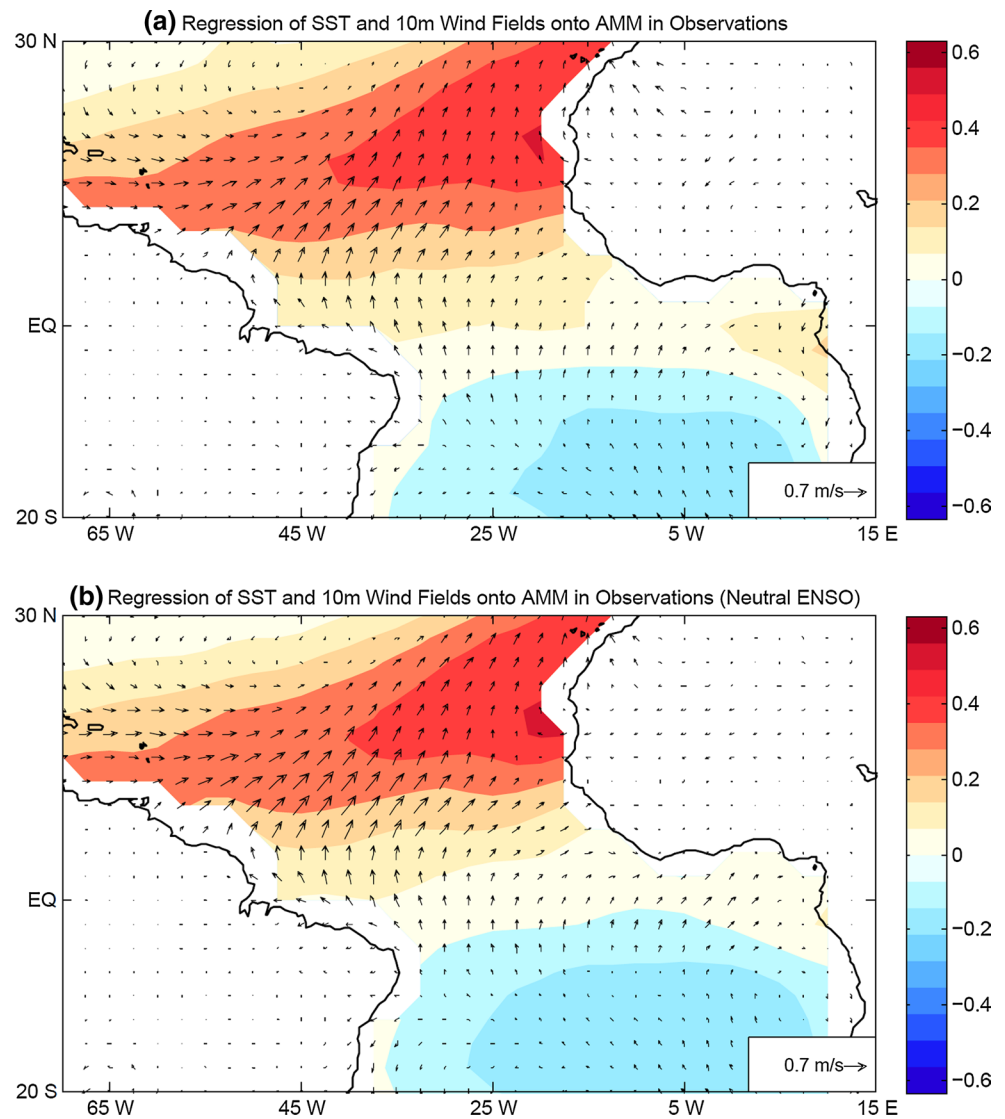 (a) Regression of SST and 10m Wind Fields onto AMM in Observations
30 N
EQ
20 S
65 W 45 W 25 W 5 W 15 E
0.7 m/s
0.6
0.4
0.2
0
−0.2
−0.4
−0.6
(b) Regression of SST and 10m Wind Fields onto AMM in Observations (Neutral ENSO)
30 N
EQ
20 S
65 W 45 W 25 W 5 W 15 E
0.7 m/s
0.6
0.4
0.2
0
−0.2
−0.4
−0.6